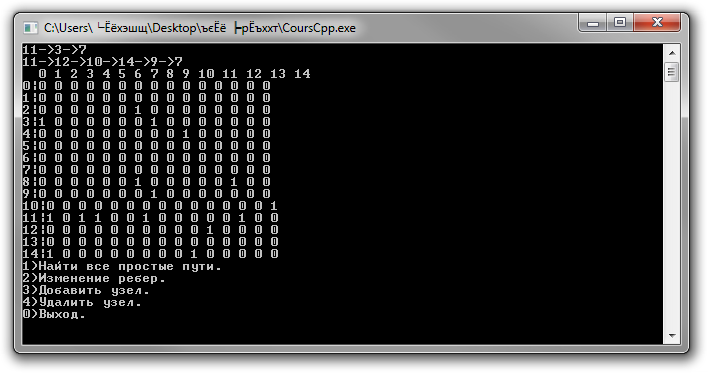 C:\Users\ └Ёёхэшщ\Desktop\ъєЁё ├рЁъххт\CoursCpp.exe
11->3->7
11->12->10->14->9->7
0 1 2 3 4 5 6 7 8 9 10 11 12 13 14
0¦0 0 0 0 0 0 0 0 0 0 0 0 0 0 0
1¦0 0 0 0 0 0 0 0 0 0 0 0 0 0 0
2¦0 0 0 0 0 0 1 0 0 0 0 0 0 0 0
3¦1 0 0 0 0 0 0 1 0 0 0 0 0 0 0
4¦0 0 0 0 0 0 0 0 0 1 0 0 0 0 0
5¦0 0 0 0 0 0 0 0 0 0 0 0 0 0 0
6¦0 0 0 0 0 0 0 0 0 0 0 0 0 0 0
7¦0 0 0 0 0 0 0 0 0 0 0 0 0 0 0
8¦0 0 0 0 0 0 1 0 0 0 0 0 1 0 0
9¦0 0 0 0 0 0 0 1 0 0 0 0 0 0 0
10¦0 0 0 0 0 0 0 0 0 0 0 0 0 0 1
11¦1 0 1 1 0 0 1 0 0 0 0 0 1 0 0
12¦0 0 0 0 0 0 0 0 0 0 1 0 0 0 0
13¦0 0 0 0 0 0 0 0 0 0 0 0 0 0 0
14¦1 0 0 0 0 0 0 0 0 1 0 0 0 0 0
1)Найти все простые пути.
2)Изменение ребер.
3)Добавить узел.
4)Удалить узел.
0)Выход.